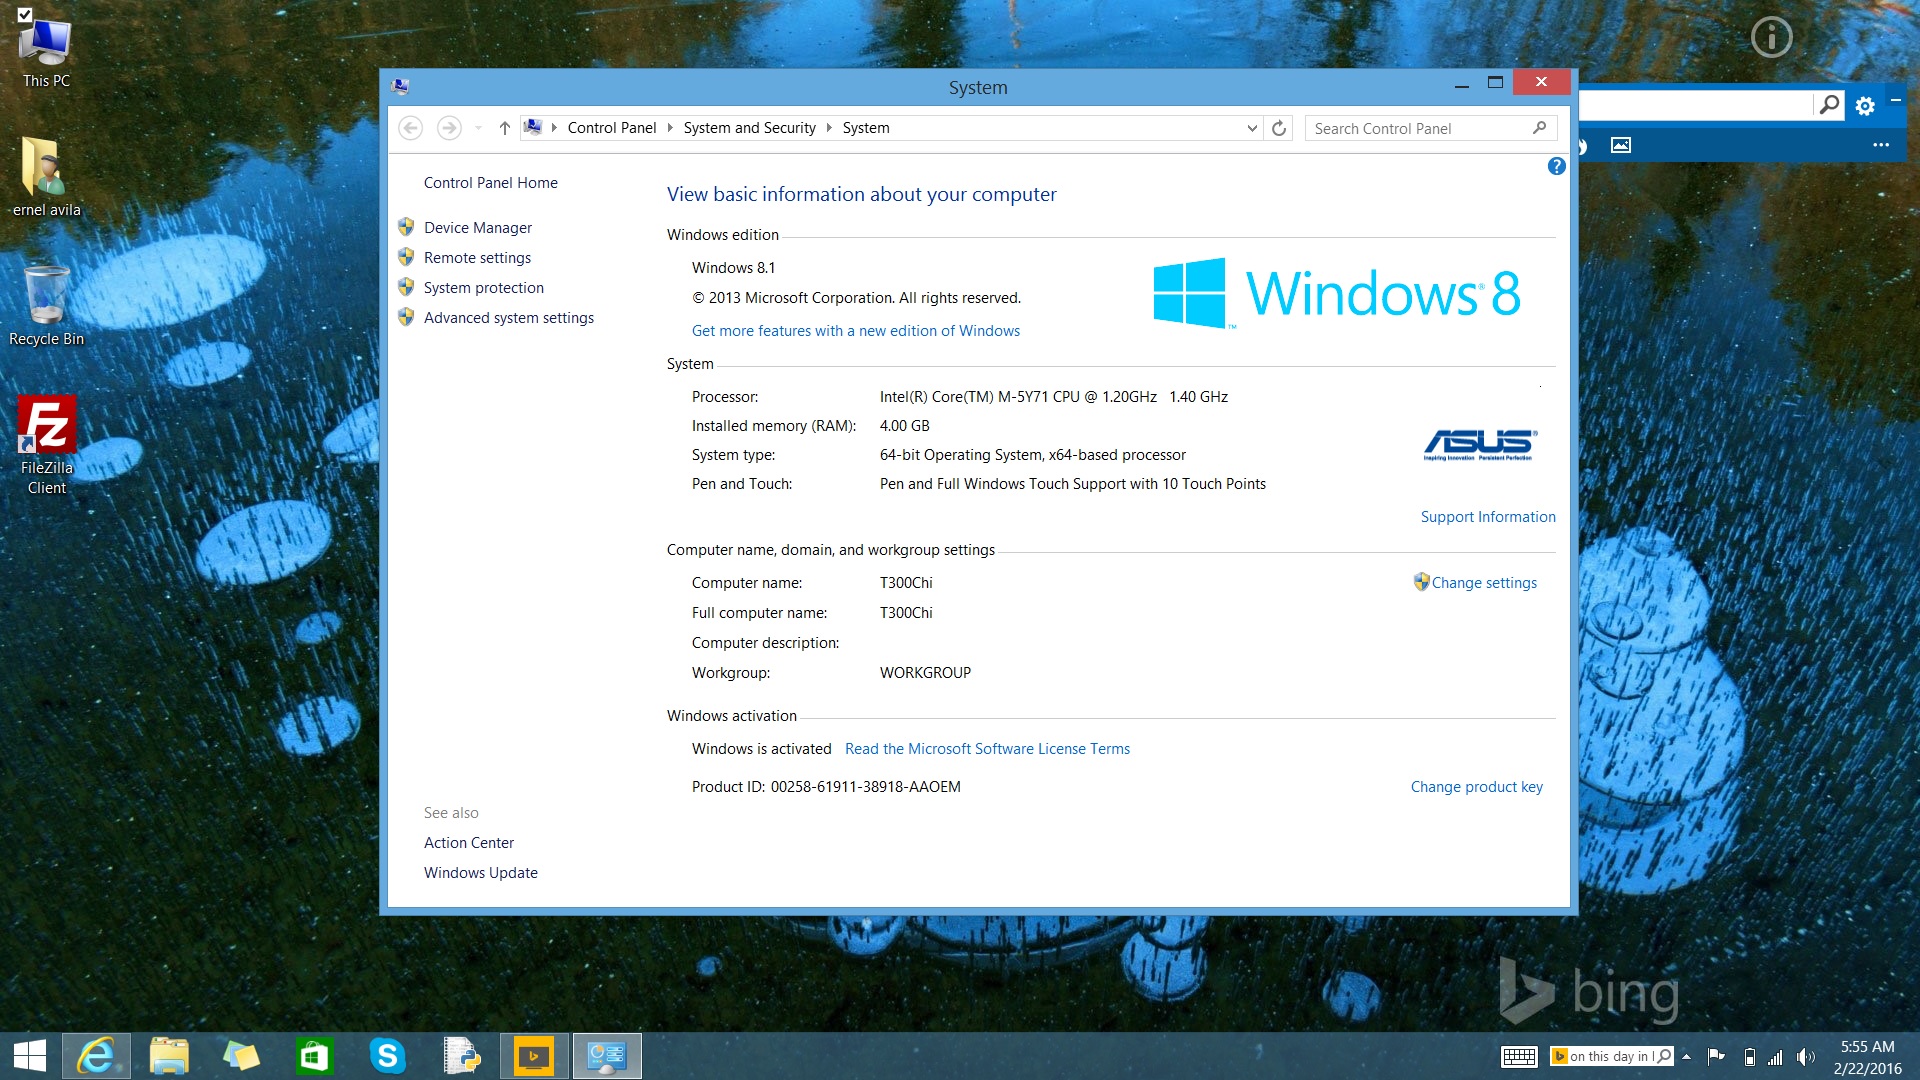 This PC
ernel avila
Recycle Bin
FileZilla
Client
System
Control Panel
System and Security
System
Search Control Panel
Control Panel Home
Device Manager
Remote settings
System protection
Advanced system settings
See also
Action Center
Windows Update
View basic information about your computer
Windows edition
Windows 8.1
© 2013 Microsoft Corporation. All rights reserved.
Get more features with a new edition of Windows
Windows® 8
™
System
Processor: Intel(R) Core(TM) M-5Y71 CPU @ 1.20GHz 1.40 GHz
Installed memory (RAM): 4.00 GB
System type: 64-bit Operating System, x64-based processor
Pen and Touch: Pen and Full Windows Touch Support with 10 Touch Points
ASUS®
Inspiring Innovation Persistent Perfection
Support Information
Computer name, domain, and workgroup settings
Computer name: T300Chi
Change settings
Full computer name: T300Chi
Computer description:
Workgroup: WORKGROUP
Windows activation
Windows is activated Read the Microsoft Software License Terms
Product ID: 00258-61911-38918-AAOEM
Change product key
bing
on this day in
5:55 AM
2/22/2016